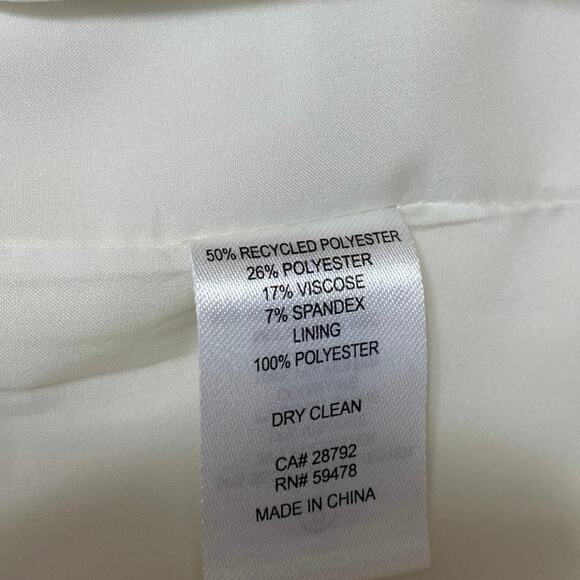 50% RECYCLED POLYESTER
26% POLYESTER
17% VISCOSE
7% SPANDEX
LINING
100% POLYESTER
DRY CLEAN
CA# 28792
RN# 59478
MADE IN CHINA